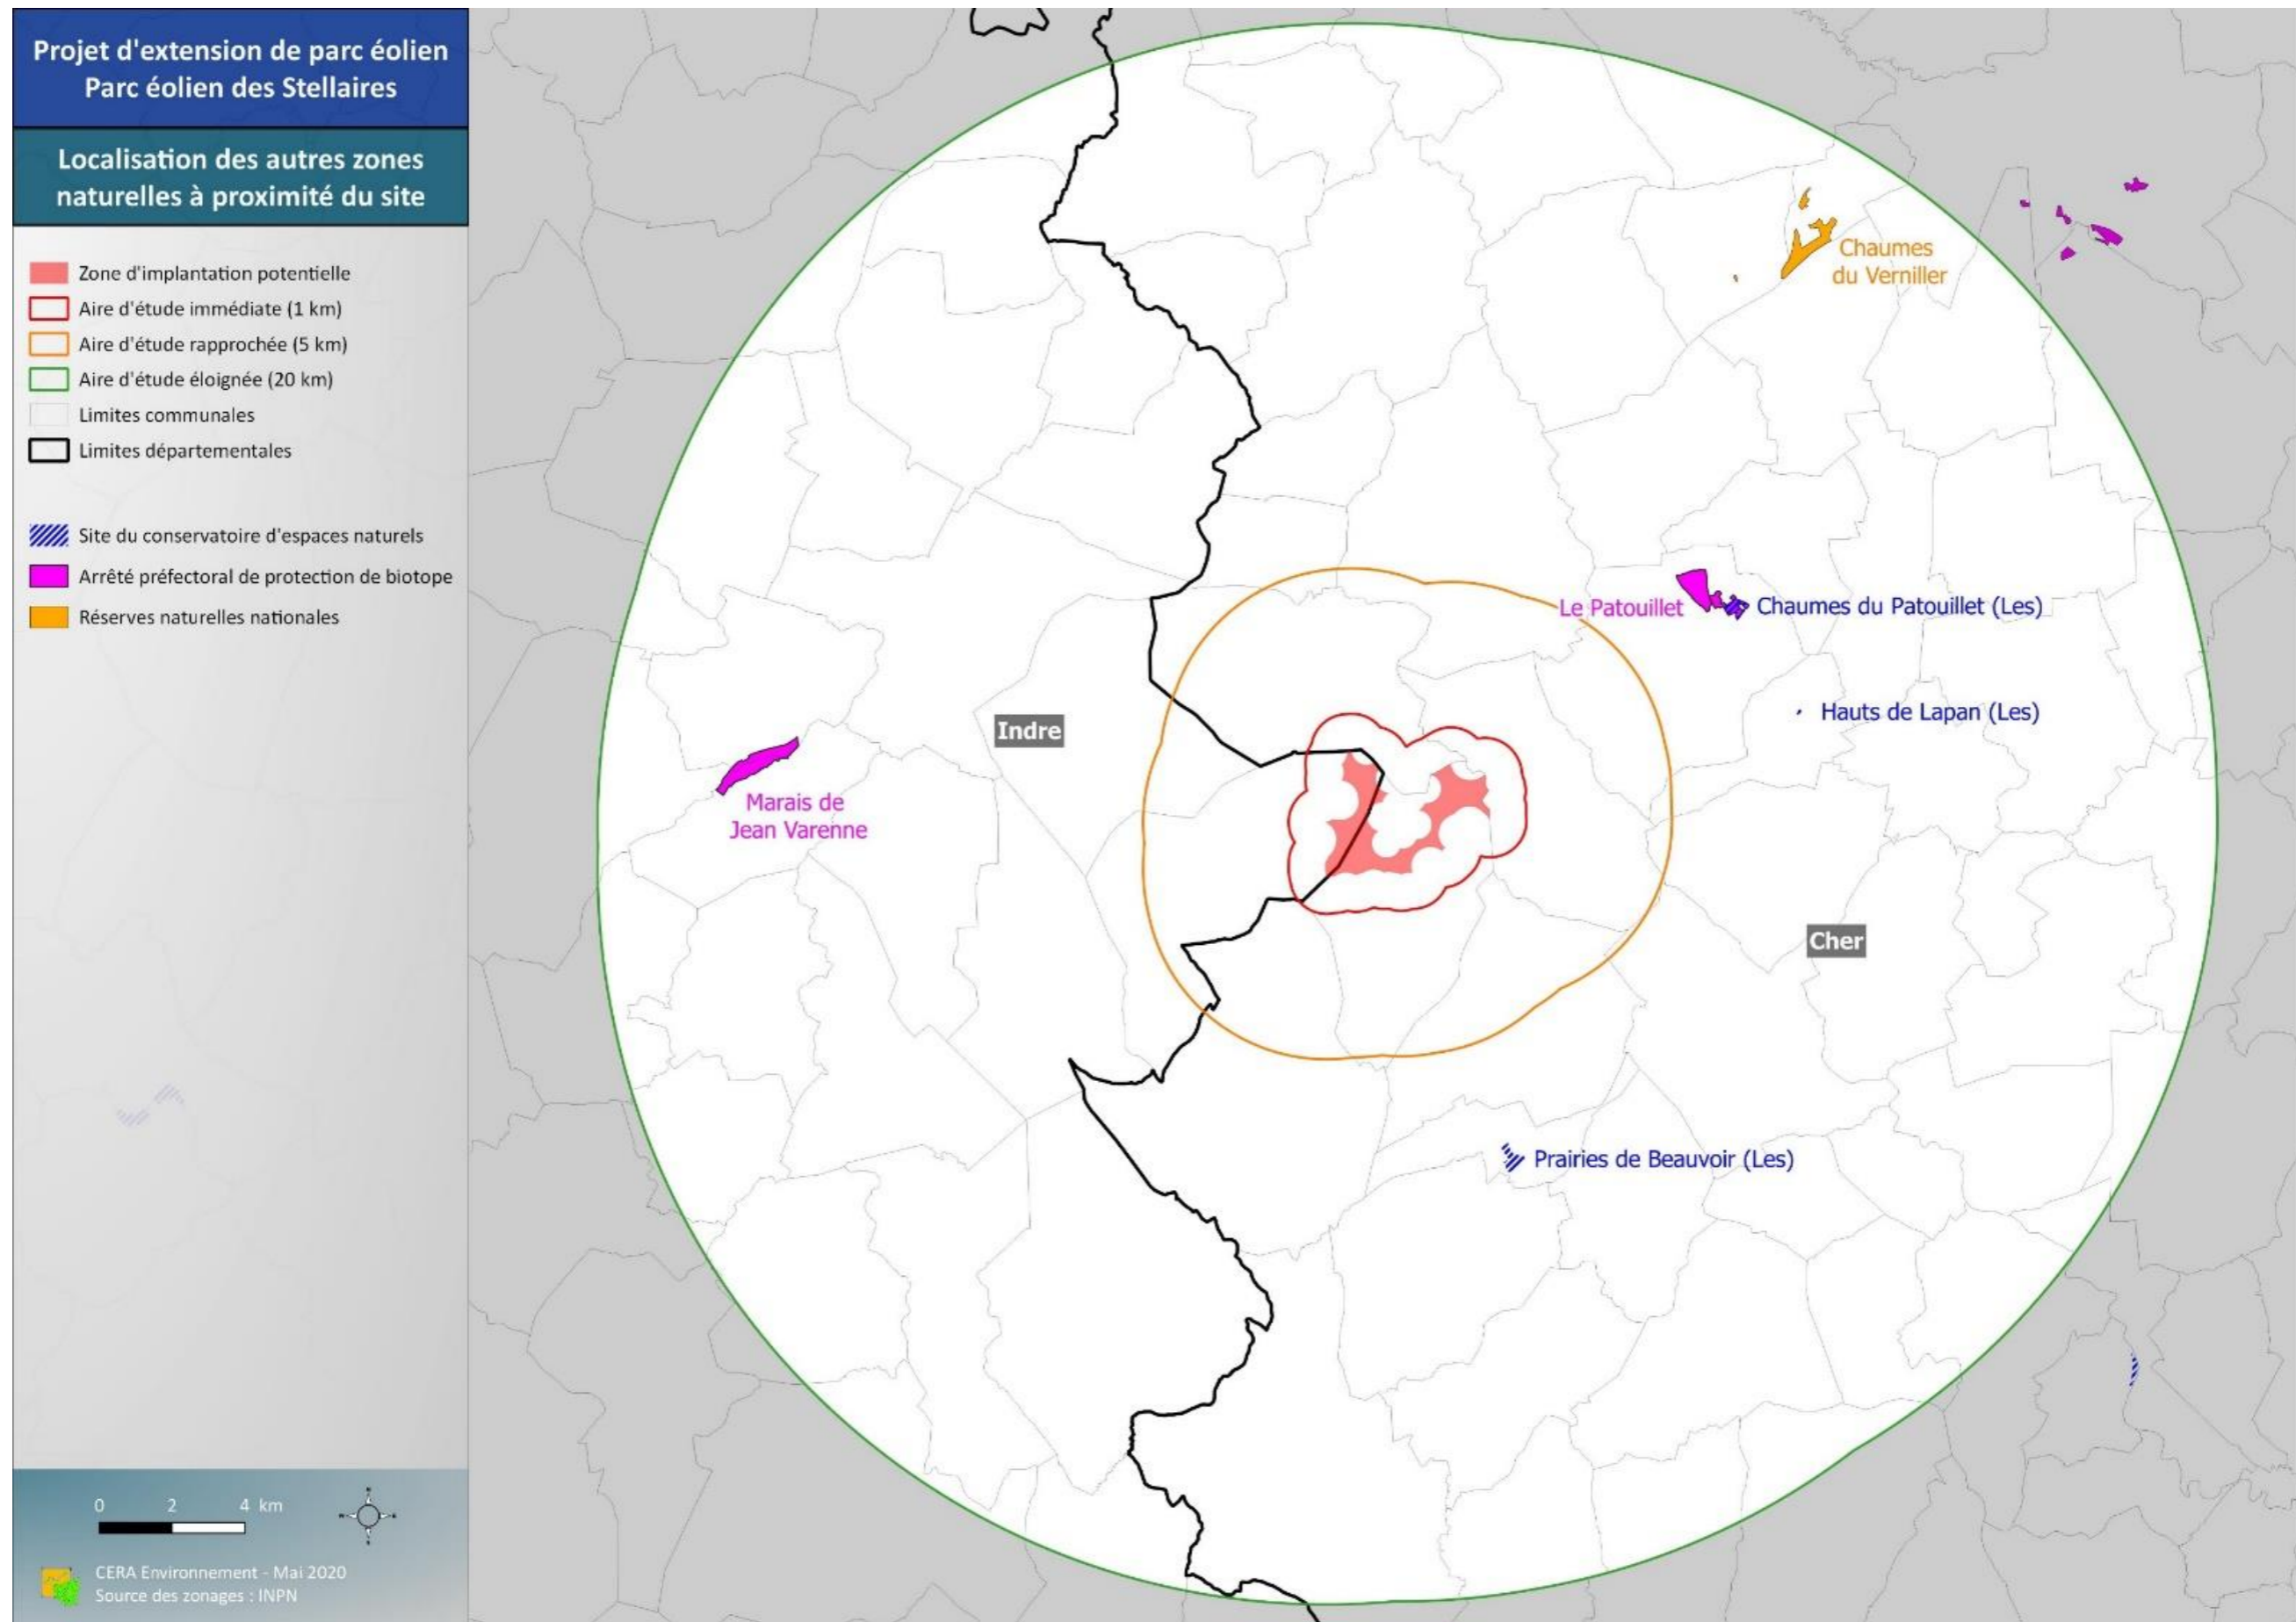 Projet d'extension de parc éolien
Parc éolien des Stellaires
Localisation des autres zones
naturelles à proximité du site
Zone d'implantation potentielle
Aire d'étude immédiate (1 km)
Aire d'étude rapprochée (5 km)
Aire d'étude éloignée (20 km)
Limites communales
Limites départementales
Site du conservatoire d'espaces naturels
Arrêté préfectoral de protection de biotope
Réserves naturelles nationales
0 2 4 km
CERA Environnement - Mai 2020
Source des zonages : INPN
Chaumes
du Verniller
Le Patouillet
Chaumes du Patouillet (Les)
Hauts de Lapan (Les)
Indre
Marais de
Jean Varenne
Cher
Prairies de Beauvoir (Les)